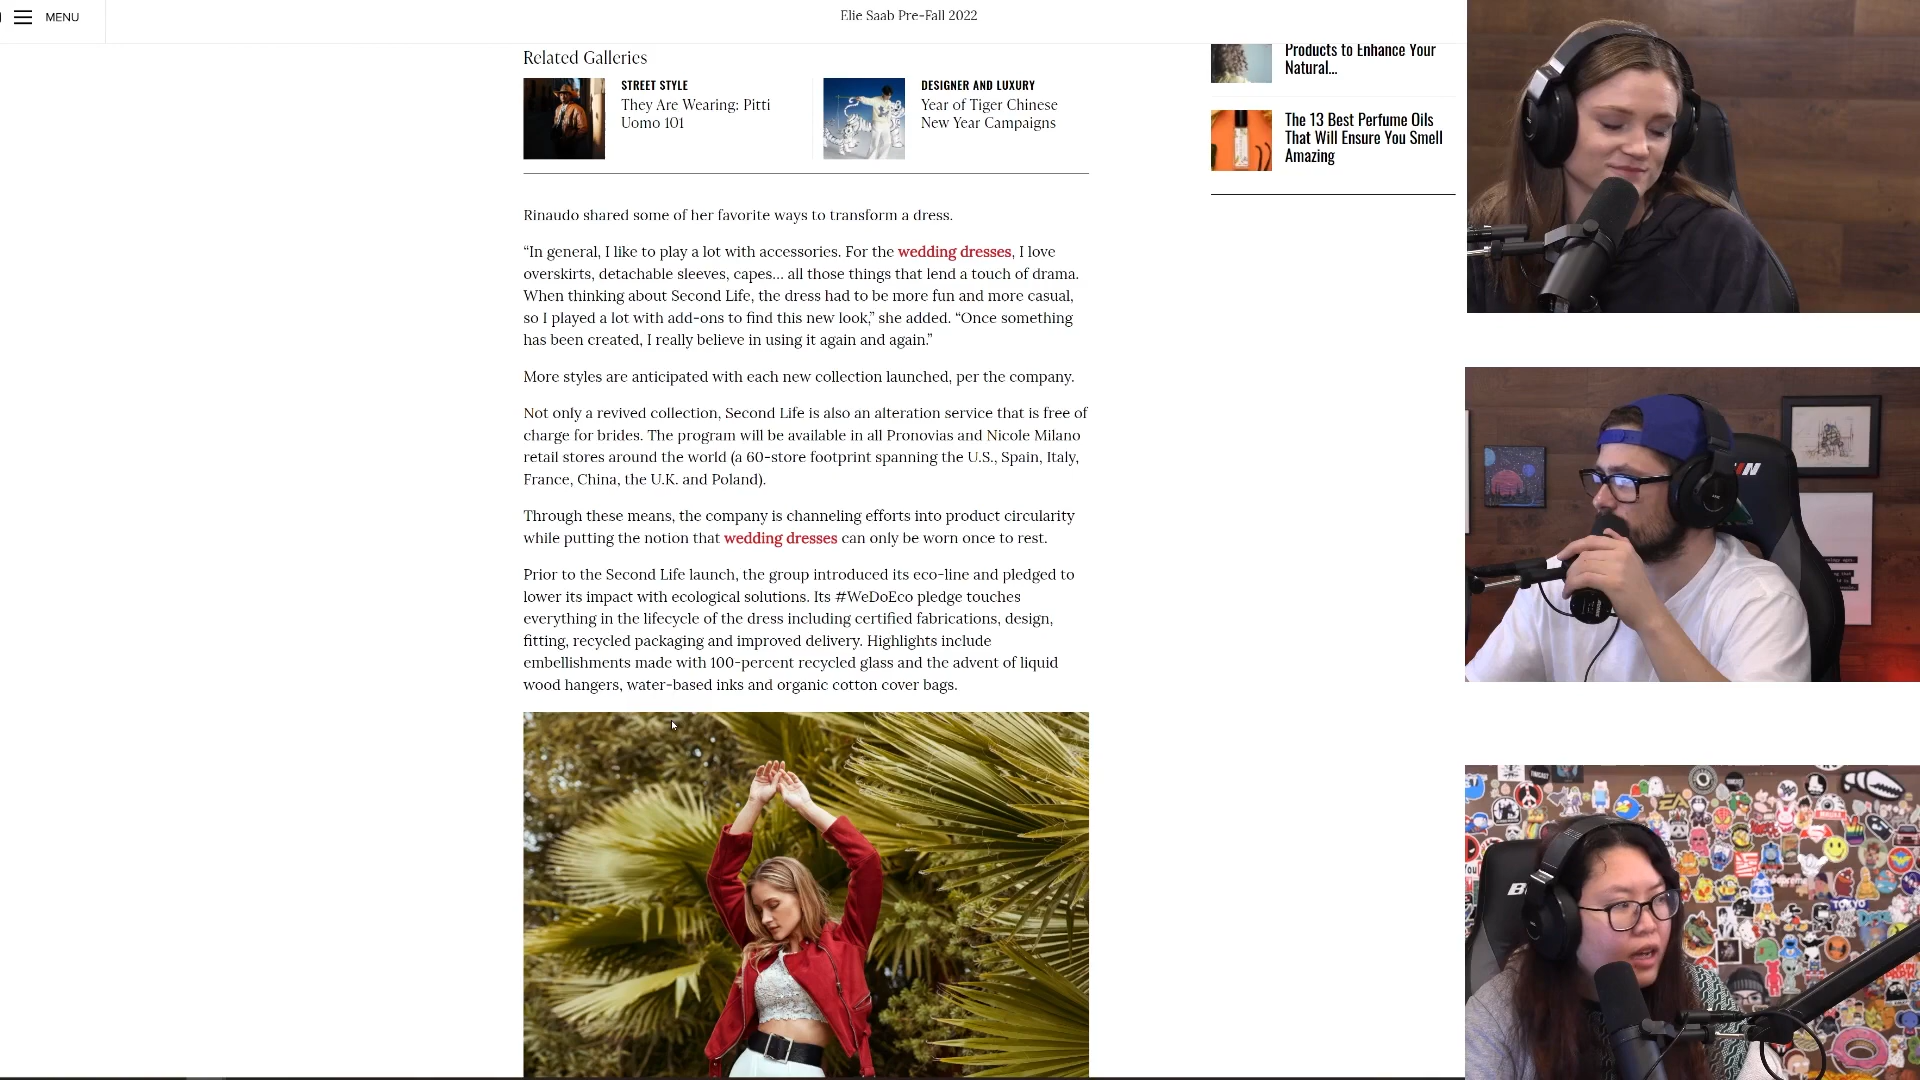 MENU
Elie Saab Pre-Fall 2022
Related Galleries
STREET STYLE
They Are Wearing: Pitti
Uomo 101
DESIGNER AND LUXURY
Year of Tiger Chinese
New Year Campaigns
Products to Enhance Your
Natural...
The 13 Best Perfume Oils
That Will Ensure You Smell
Amazing
Rinaudo shared some of her favorite ways to transform a dress.
“In general, I like to play a lot with accessories. For the wedding dresses, I love
overskirts, detachable sleeves, capes… all those things that lend a touch of drama.
When thinking about Second Life, the dress had to be more fun and more casual,
so I played a lot with add-ons to find this new look,” she added. “Once something
has been created, I really believe in using it again and again.”
More styles are anticipated with each new collection launched, per the company.
Not only a revived collection, Second Life is also an alteration service that is free of
charge for brides. The program will be available in all Pronovias and Nicole Milano
retail stores around the world (a 60-store footprint spanning the U.S., Spain, Italy,
France, China, the U.K. and Poland).
Through these means, the company is channeling efforts into product circularity
while putting the notion that wedding dresses can only be worn once to rest.
Prior to the Second Life launch, the group introduced its eco-line and pledged to
lower its impact with ecological solutions. Its #WeDoEco pledge touches
everything in the lifecycle of the dress including certified fabrications, design,
fitting, recycled packaging and improved delivery. Highlights include
embellishments made with 100-percent recycled glass and the advent of liquid
wood hangers, water-based inks and organic cotton cover bags.
TOKYO